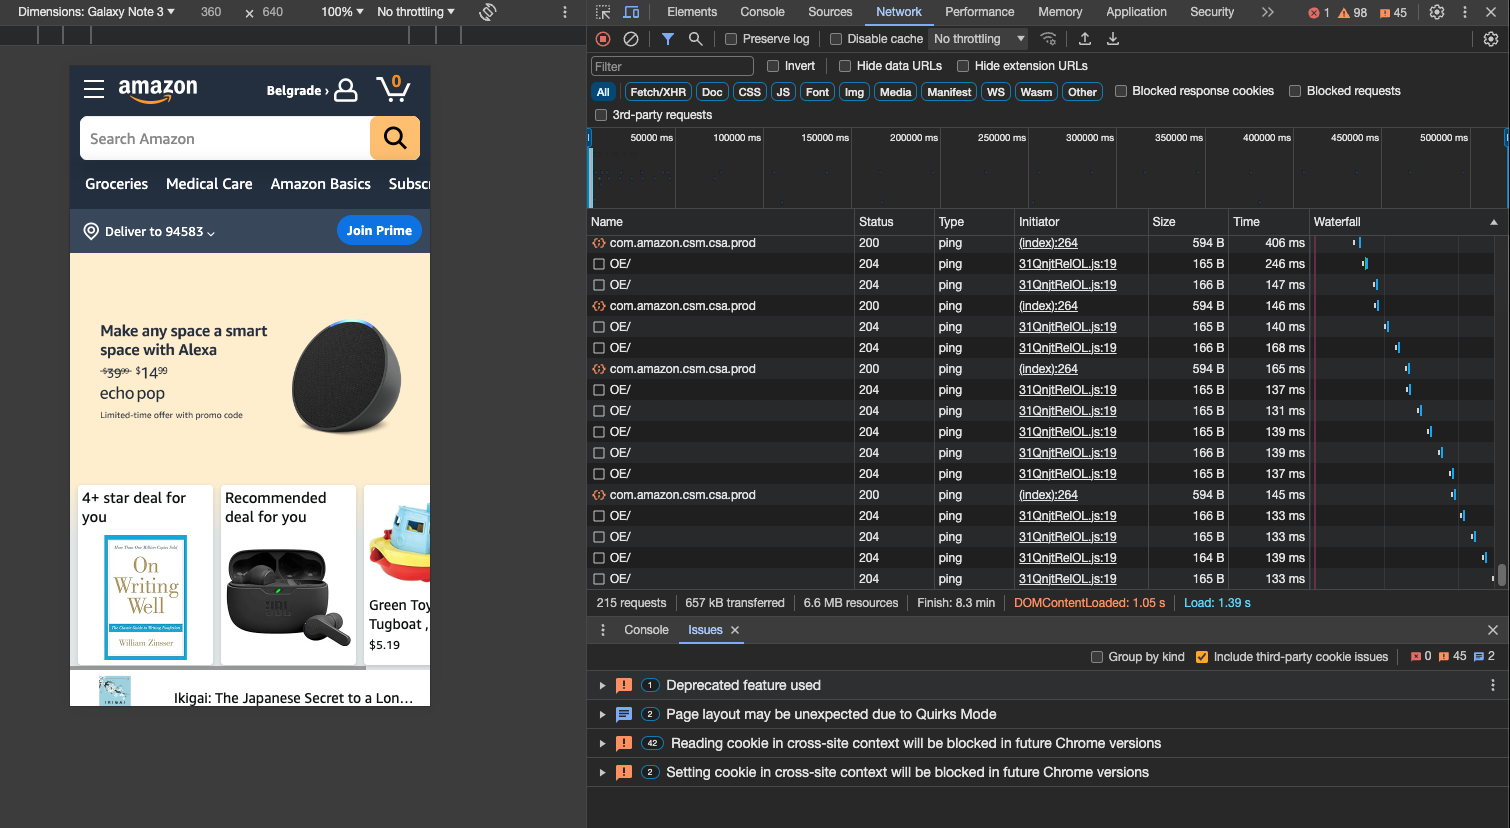 Dimensions: Galaxy Note 3 ▼ 360 × 640 100% ▼ No throttling ▼
amazon
Belgrade › 0
Search Amazon
Groceries Medical Care Amazon Basics Subsc
Deliver to 94583
Join Prime
Make any space a smart
space with Alexa
$39.99 $14.99
echo pop
Limited-time offer with promo code
4+ star deal for
you
More Than One Million Copies Sold
On
Writing
Well
The Classic Guide to Writing Nonfiction
William Zinsser
Recommended
deal for you
JBL
Green Toy
Tugboat ,
$5.19
IKIGAI
Ikigai: The Japanese Secret to a Lon...
Elements Console Sources Network Performance Memory Application Security 1 98 45
Preserve log Disable cache No throttling
Filter Invert Hide data URLs Hide extension URLs
All Fetch/XHR Doc CSS JS Font Img Media Manifest WS Wasm Other Blocked response cookies Blocked requests
3rd-party requests
50000 ms 100000 ms 150000 ms 200000 ms 250000 ms 300000 ms 350000 ms 400000 ms 450000 ms 500000 ms
Name Status Type Initiator Size Time Waterfall
com.amazon.csm.csa.prod 200 ping (index):264 594 B 406 ms
OE/ 204 ping 31QnjtReIOL.js:19 165 B 246 ms
OE/ 204 ping 31QnjtReIOL.js:19 166 B 147 ms
com.amazon.csm.csa.prod 200 ping (index):264 594 B 146 ms
OE/ 204 ping 31QnjtReIOL.js:19 165 B 140 ms
OE/ 204 ping 31QnjtReIOL.js:19 166 B 168 ms
com.amazon.csm.csa.prod 200 ping (index):264 594 B 165 ms
OE/ 204 ping 31QnjtReIOL.js:19 165 B 137 ms
OE/ 204 ping 31QnjtReIOL.js:19 165 B 131 ms
OE/ 204 ping 31QnjtReIOL.js:19 165 B 139 ms
OE/ 204 ping 31QnjtReIOL.js:19 166 B 139 ms
OE/ 204 ping 31QnjtReIOL.js:19 165 B 137 ms
com.amazon.csm.csa.prod 200 ping (index):264 594 B 145 ms
OE/ 204 ping 31QnjtReIOL.js:19 166 B 133 ms
OE/ 204 ping 31QnjtReIOL.js:19 165 B 133 ms
OE/ 204 ping 31QnjtReIOL.js:19 164 B 139 ms
OE/ 204 ping 31QnjtReIOL.js:19 165 B 133 ms
215 requests 657 kB transferred 6.6 MB resources Finish: 8.3 min DOMContentLoaded: 1.05 s Load: 1.39 s
Console Issues
Group by kind Include third-party cookie issues 0 45 2
1 Deprecated feature used
2 Page layout may be unexpected due to Quirks Mode
42 Reading cookie in cross-site context will be blocked in future Chrome versions
2 Setting cookie in cross-site context will be blocked in future Chrome versions